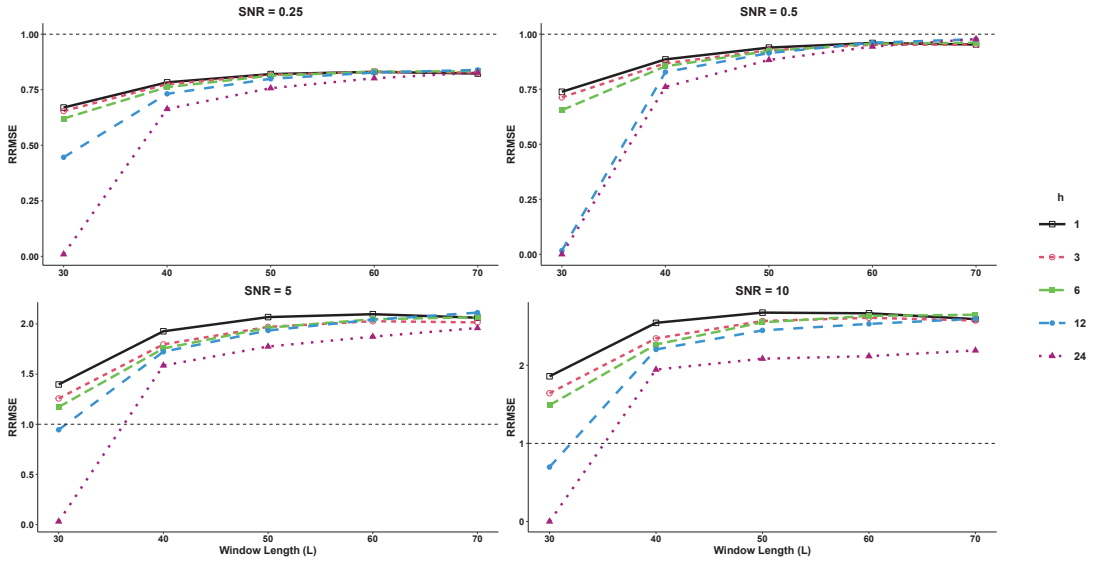 SNR = 0.25
RRMSE
1.00
0.75
0.50
0.25
0.00
30 40 50 60 70
SNR = 0.5
RRMSE
1.00
0.75
0.50
0.25
0.00
30 40 50 60 70
SNR = 5
RRMSE
2.0
1.5
1.0
0.5
0.0
30 40 50 60 70
Window Length (L)
SNR = 10
RRMSE
2
1
0
30 40 50 60 70
Window Length (L)
h
1
3
6
12
24